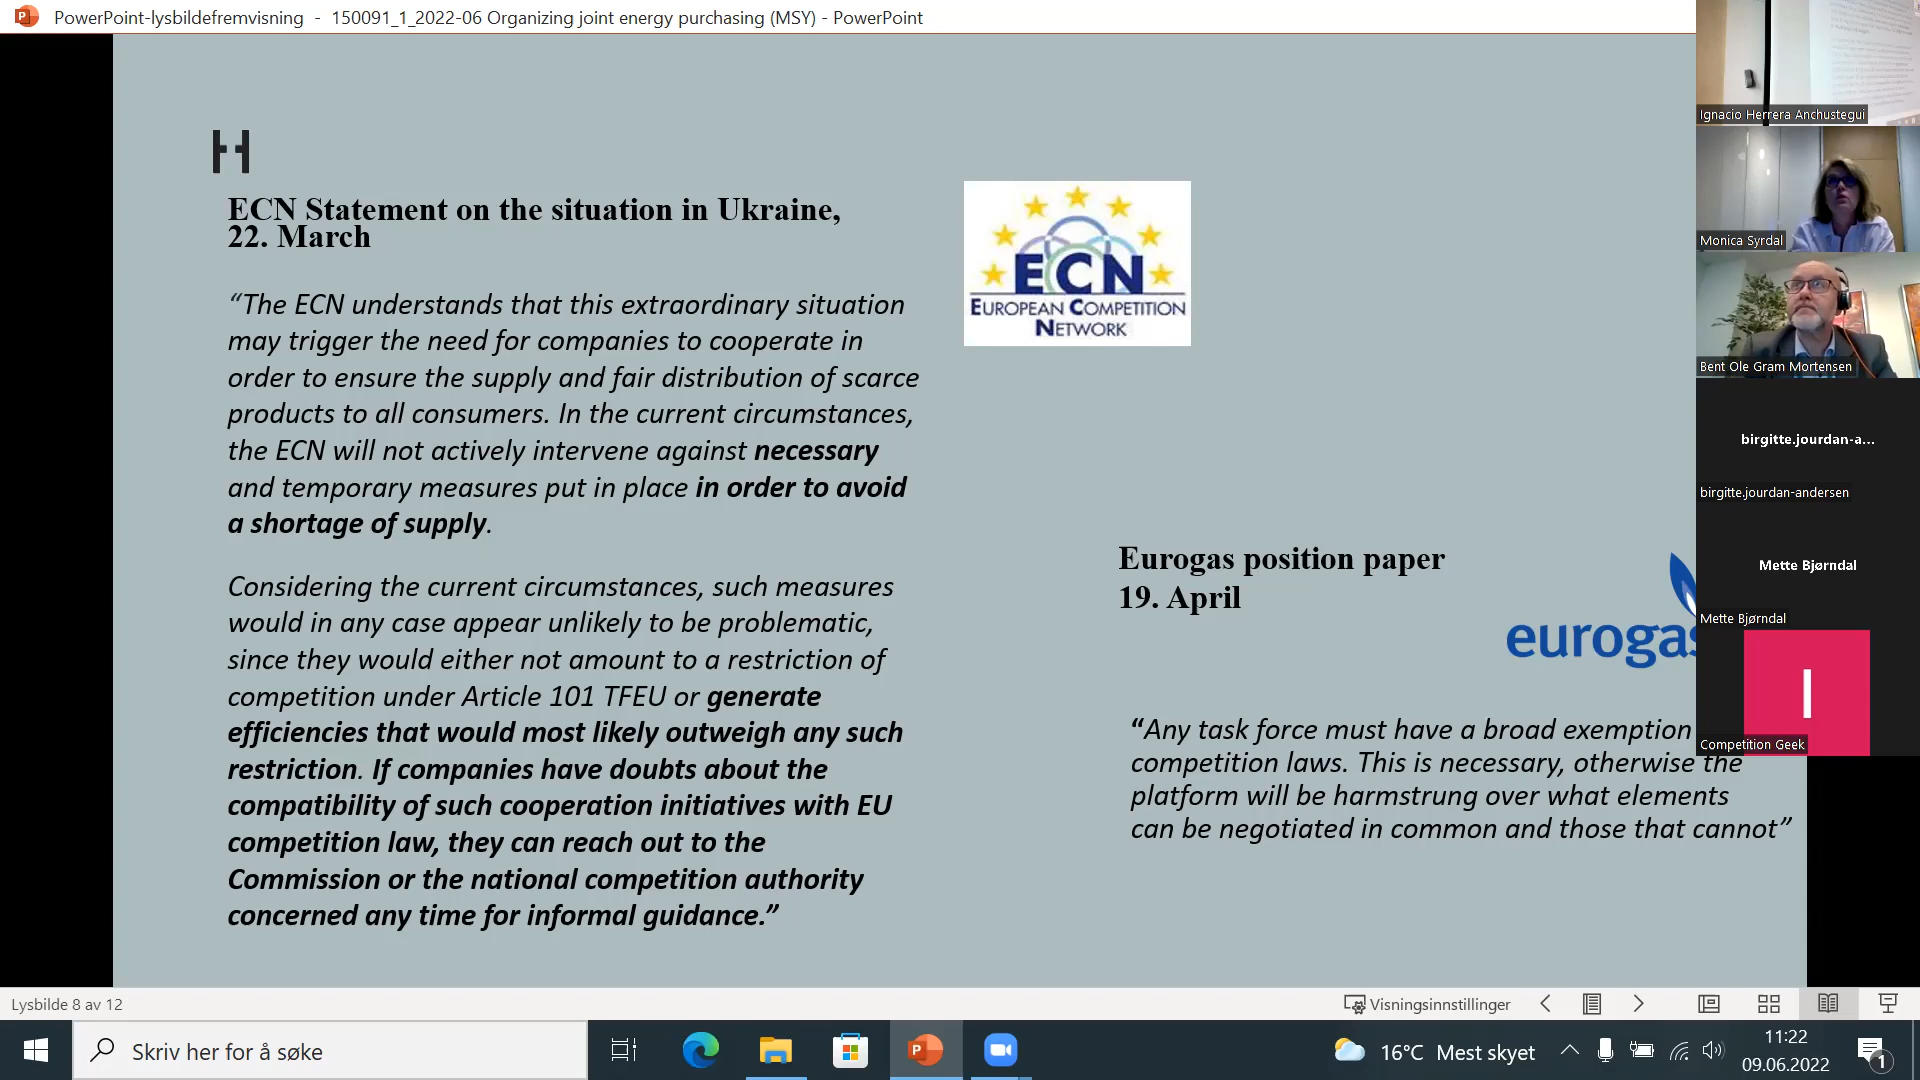 PowerPoint-lysbildefremvisning - 150091_1_2022-06 Organizing joint energy purchasing (MSY) - PowerPoint
ECN Statement on the situation in Ukraine,
22. March
“The ECN understands that this extraordinary situation
may trigger the need for companies to cooperate in
order to ensure the supply and fair distribution of scarce
products to all consumers. In the current circumstances,
the ECN will not actively intervene against necessary
and temporary measures put in place in order to avoid
a shortage of supply.
Considering the current circumstances, such measures
would in any case appear unlikely to be problematic,
since they would either not amount to a restriction of
competition under Article 101 TFEU or generate
efficiencies that would most likely outweigh any such
restriction. If companies have doubts about the
compatibility of such cooperation initiatives with EU
competition law, they can reach out to the
Commission or the national competition authority
concerned any time for informal guidance.”
ECN
EUROPEAN COMPETITION
NETWORK
Eurogas position paper
19. April
eurogas
“Any task force must have a broad exemption
competition laws. This is necessary, otherwise the
platform will be harmstrung over what elements
can be negotiated in common and those that cannot”
Ignacio Herrera Anchustegui
Monica Syrdal
Bent Ole Gram Mortensen
birgitte.jourdan-a...
birgitte.jourdan-andersen
Mette Bjørndal
Mette Bjørndal
I
Competition Geek
Lysbilde 8 av 12
Visningsinnstillinger
Skriv her for å søke
16°C Mest skyet
11:22
09.06.2022
1